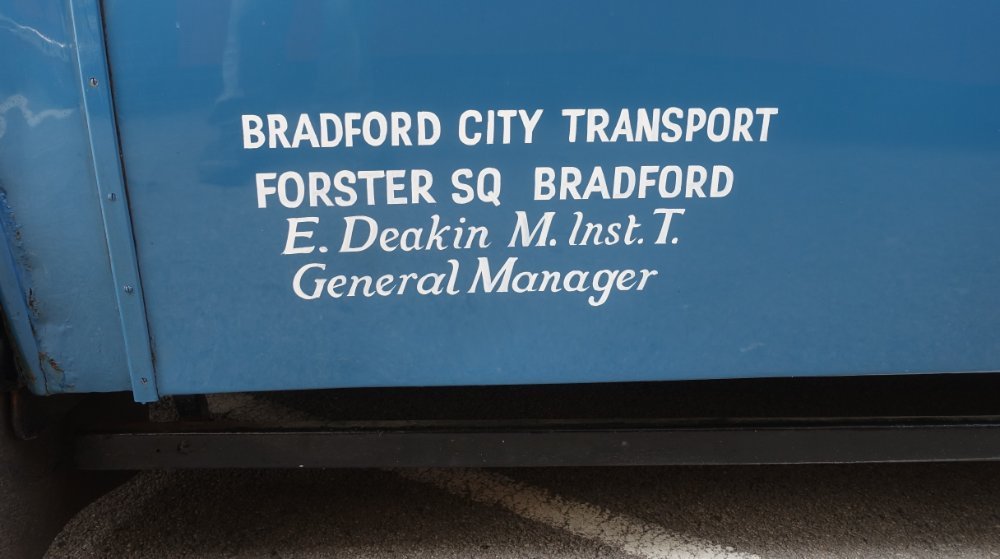 BRADFORD CITY TRANSPORT
FORSTER SQ BRADFORD
E. Deakin M. Inst. T.
General Manager